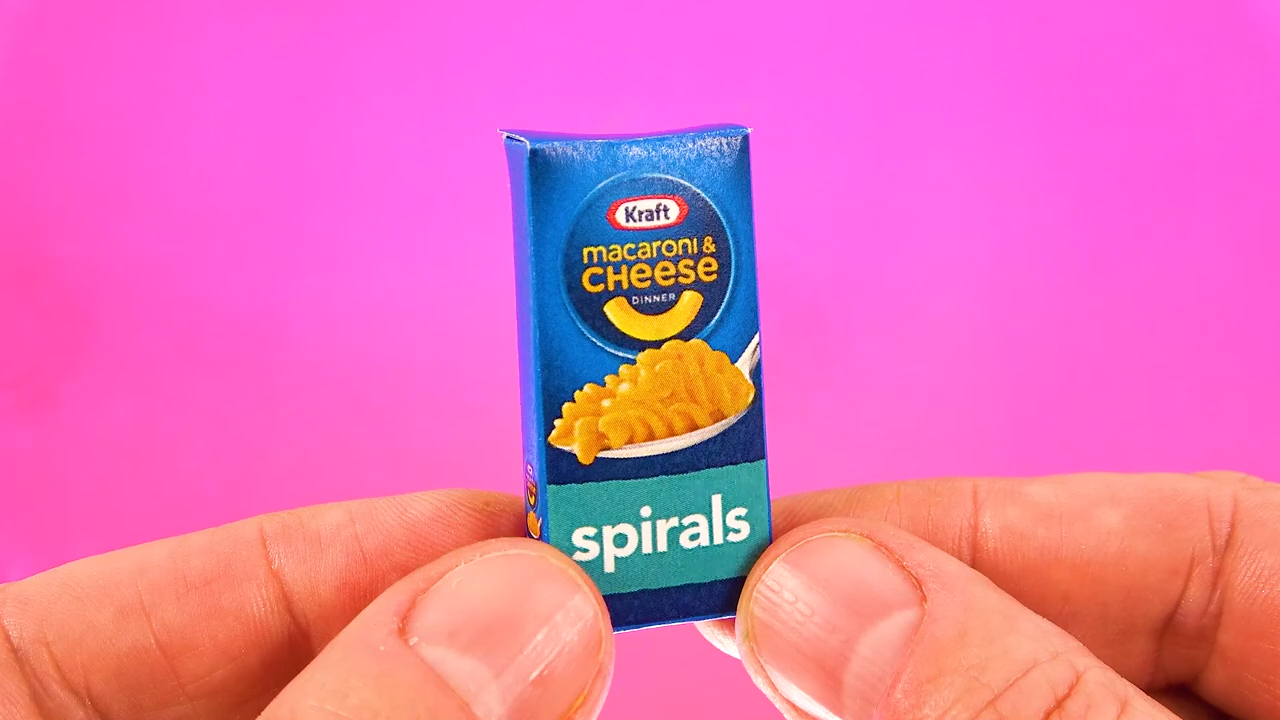 Kraft
macaroni &
CHeese
DINNER
spirals